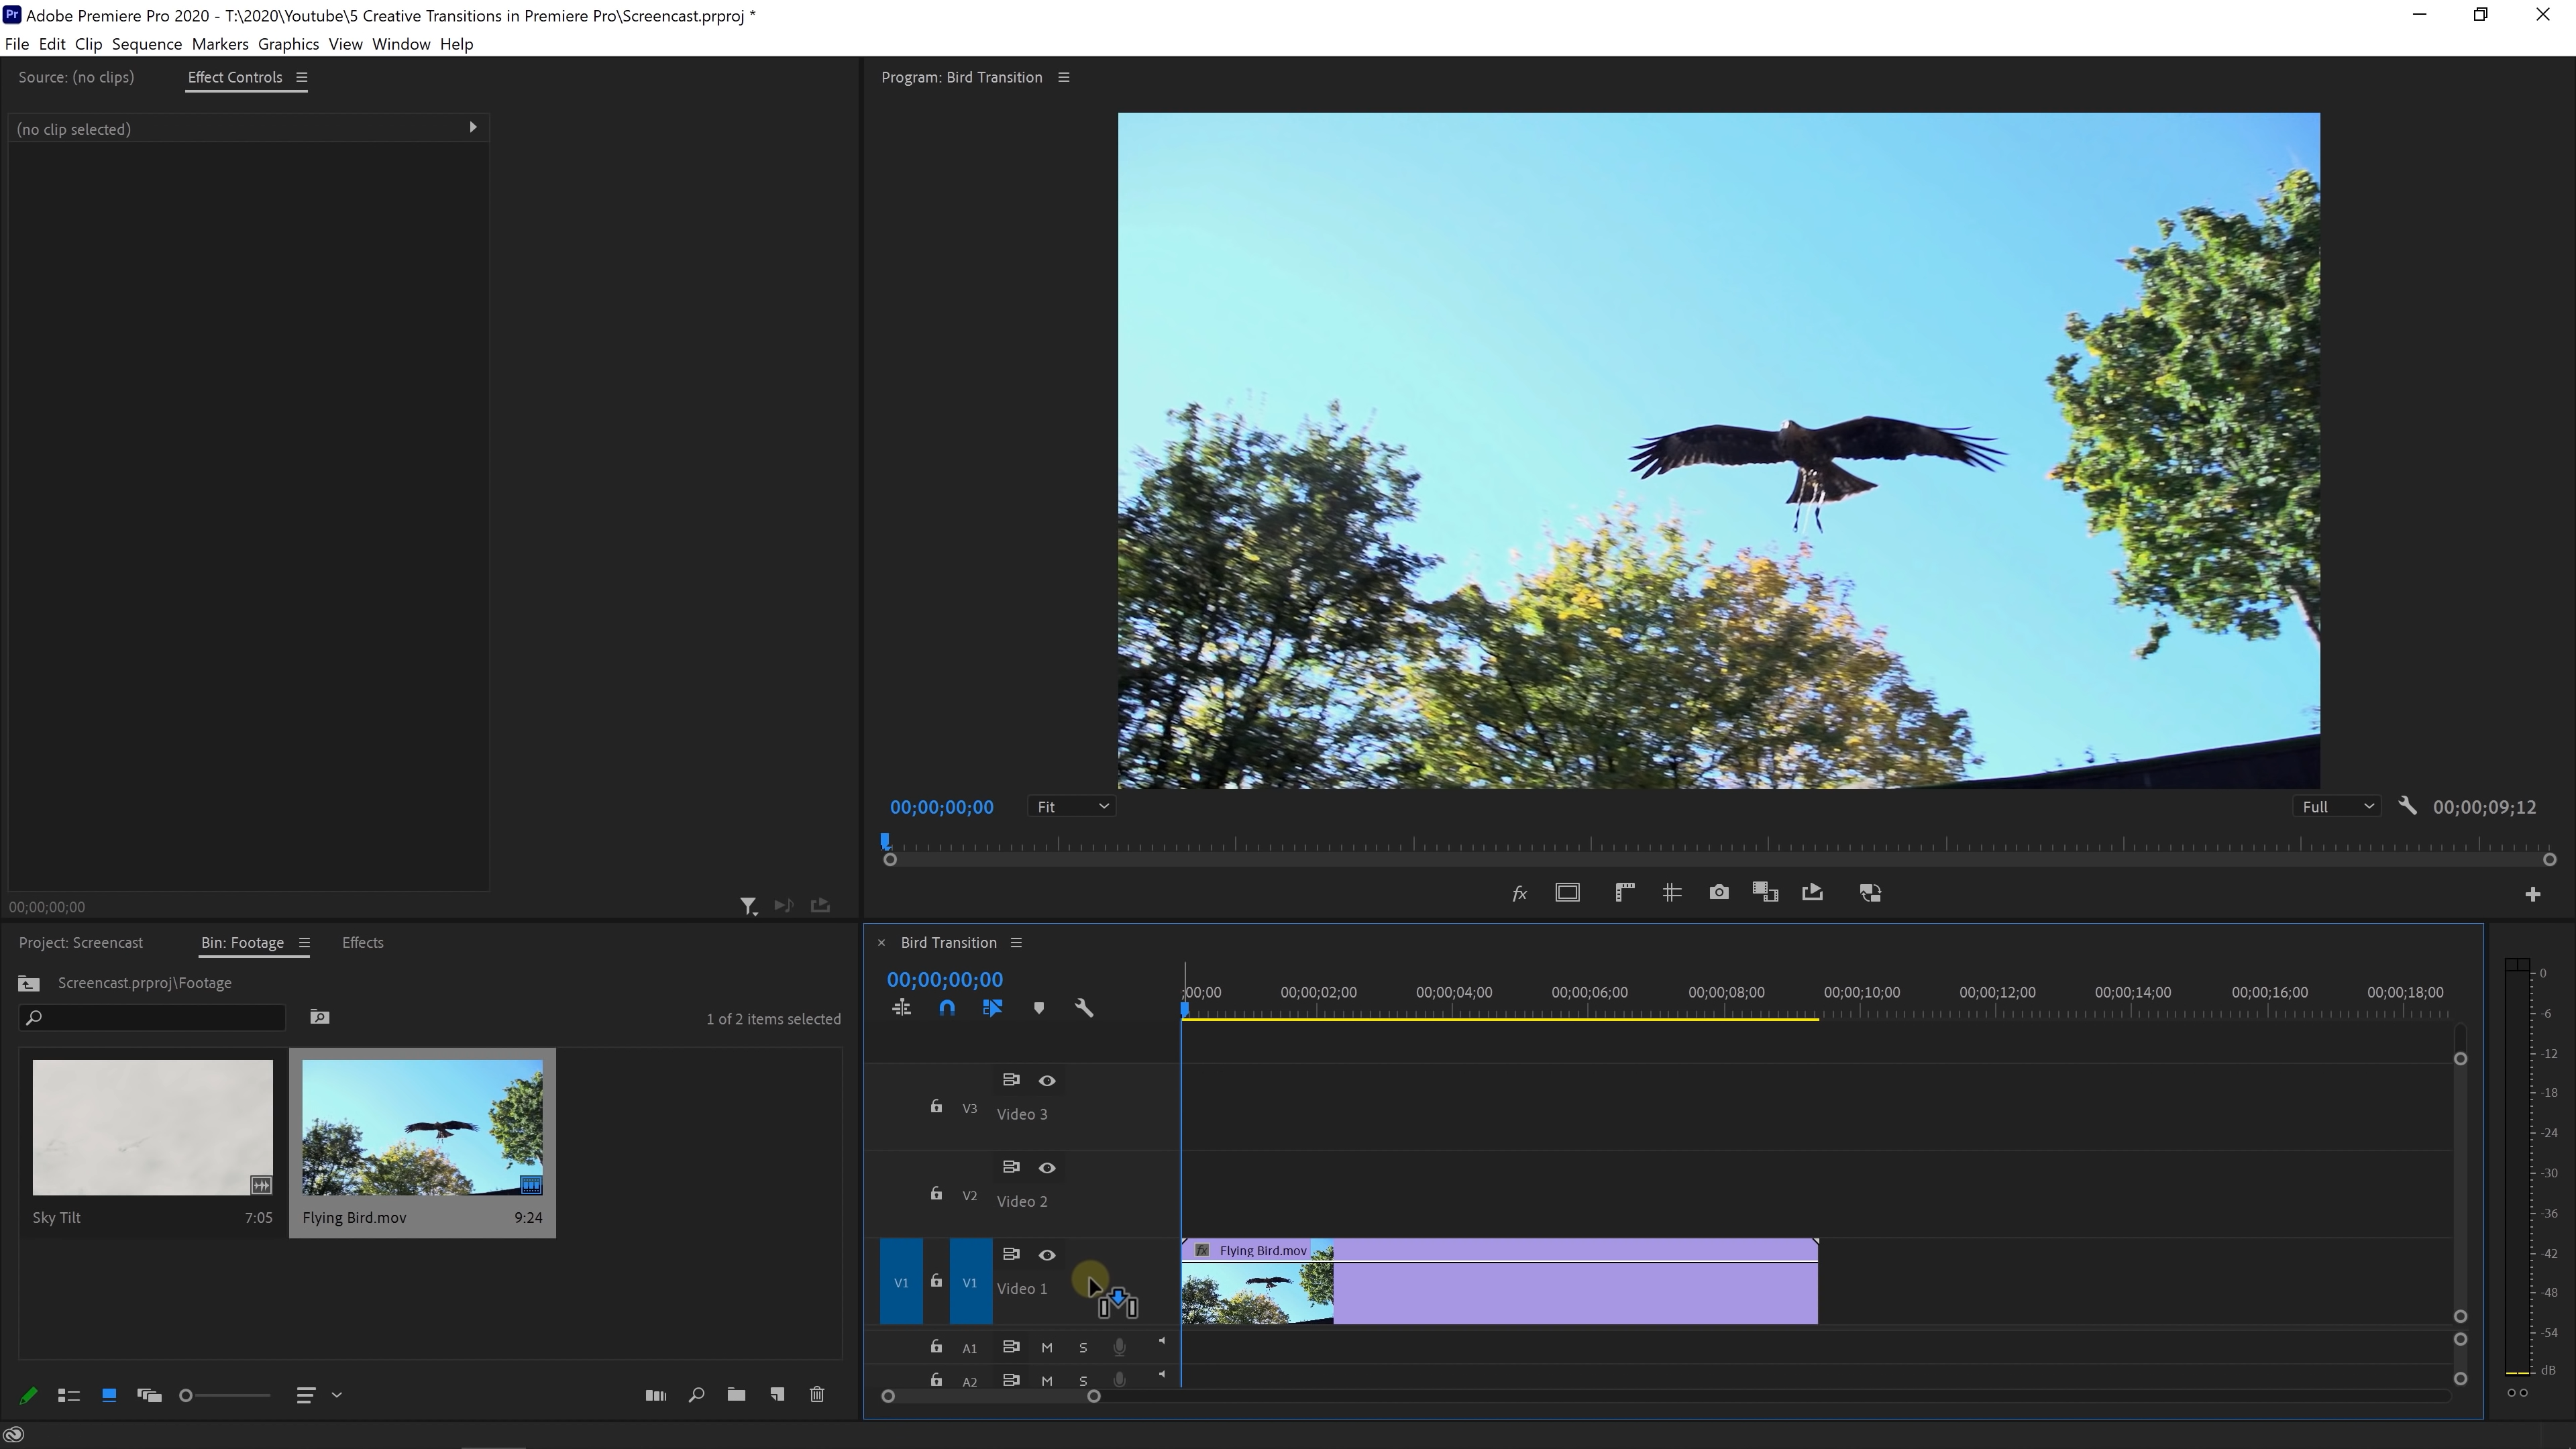 Pr Adobe Premiere Pro 2020 - T:\2020\Youtube\5 Creative Transitions in Premiere Pro\Screencast.prproj *
File Edit Clip Sequence Markers Graphics View Window Help
Source: (no clips) Effect Controls
(no clip selected)
00;00;00;00
Program: Bird Transition
00;00;00;00 Fit Full 00;00;09;12
fx
Project: Screencast Bin: Footage Effects
Screencast.prproj\Footage
1 of 2 items selected
Sky Tilt 7:05
Flying Bird.mov 9:24
× Bird Transition
00;00;00;00
;00;00 00;00;02;00 00;00;04;00 00;00;06;00 00;00;08;00 00;00;10;00 00;00;12;00 00;00;14;00 00;00;16;00 00;00;18;00
V3 Video 3
V2 Video 2
V1 V1 Video 1
fx Flying Bird.mov
A1 M S
A2 M S
0
-6
-12
-18
-24
-30
-36
-42
-48
-54
dB